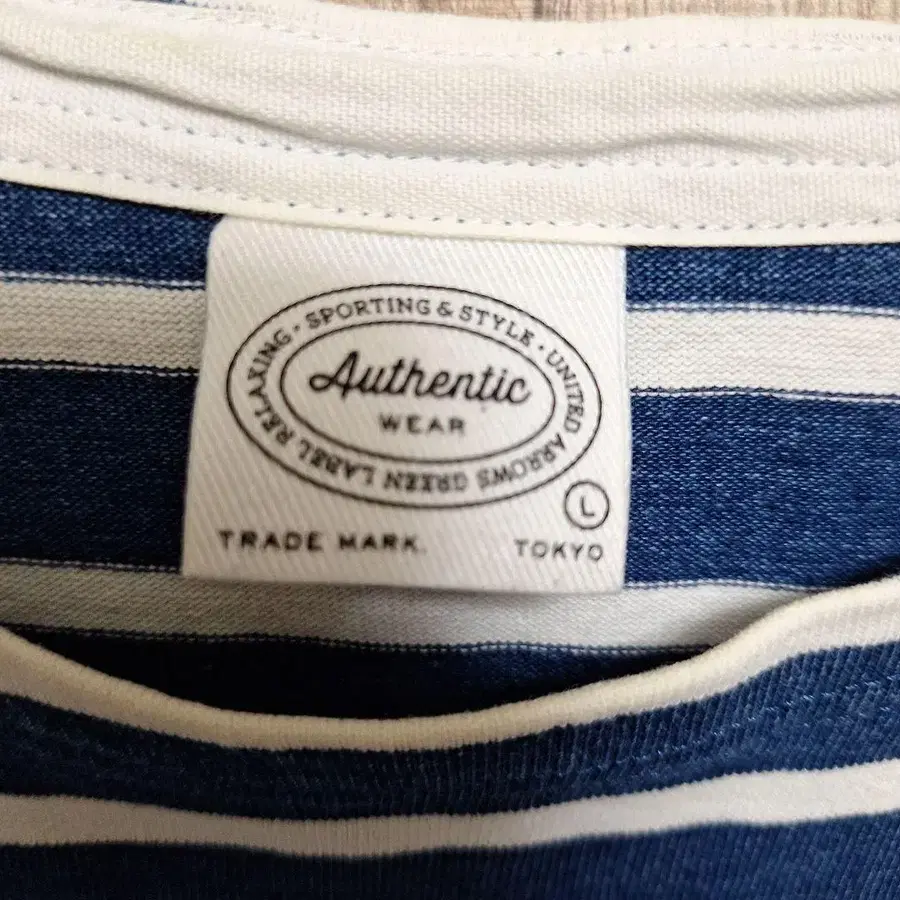 SPORTING & STYLE · UNITED ARROWS GREEN LABEL RELAXING ·
Authentic
WEAR
L
TRADE MARK. TOKYO